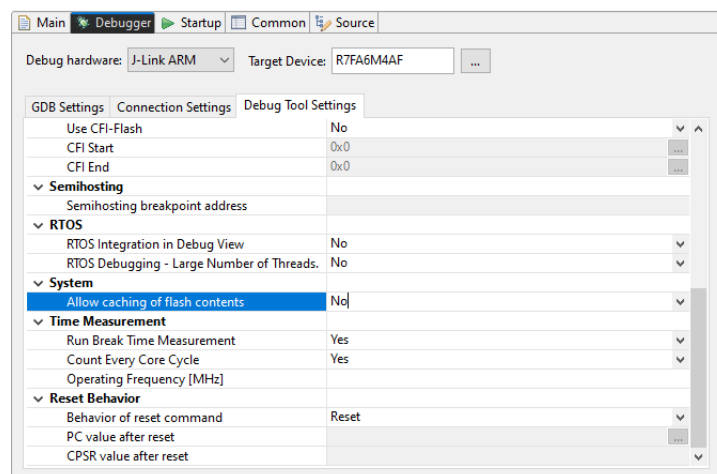 Main Debugger Startup Common Source
Debug hardware: J-Link ARM Target Device: R7FA6M4AF ...
GDB Settings Connection Settings Debug Tool Settings
Use CFI-Flash No
CFI Start 0x0 ...
CFI End 0x0 ...
Semihosting
Semihosting breakpoint address
RTOS
RTOS Integration in Debug View No
RTOS Debugging - Large Number of Threads. No
System
Allow caching of flash contents No
Time Measurement
Run Break Time Measurement Yes
Count Every Core Cycle Yes
Operating Frequency [MHz]
Reset Behavior
Behavior of reset command Reset
PC value after reset ...
CPSR value after reset